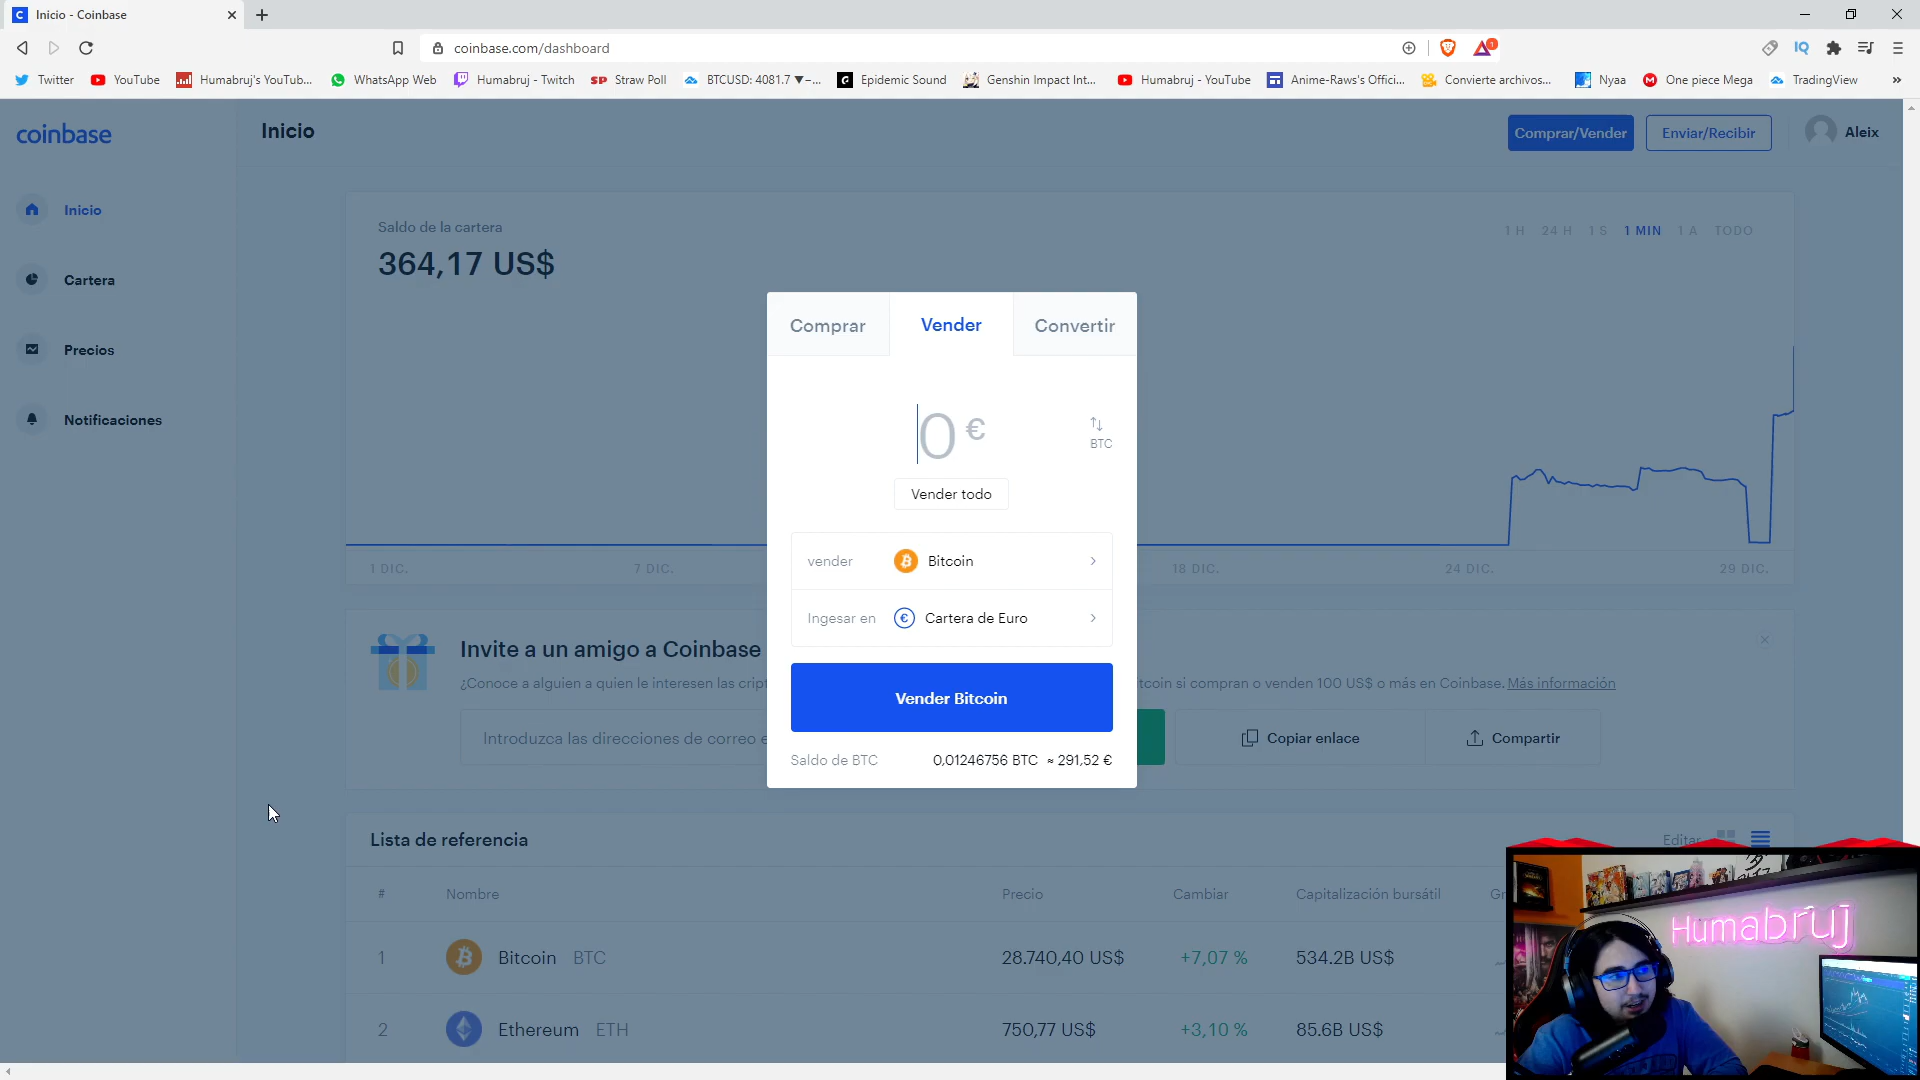 Inicio - Coinbase
coinbase.com/dashboard
1
IQ
Twitter
YouTube
Humabruj's YouTub...
WhatsApp Web
Humabruj - Twitch
SP Straw Poll
BTCUSD: 4081.7 ▼−...
Epidemic Sound
Genshin Impact Int...
Humabruj - YouTube
Anime-Raws's Offici...
Convierte archivos...
Nyaa
One piece Mega
TradingView
»
coinbase
Inicio
Comprar/Vender
Enviar/Recibir
Aleix
Inicio
Cartera
Precios
Notificaciones
Saldo de la cartera
364,17 US$
1 H 24 H 1 S 1 MIN 1 A TODO
Comprar
Vender
Convertir
0 €
BTC
Vender todo
vender Bitcoin
Ingesar en € Cartera de Euro
Vender Bitcoin
Saldo de BTC 0,01246756 BTC ≈ 291,52 €
1 DIC. 7 DIC. 18 DIC. 24 DIC. 29 DIC.
Invite a un amigo a Coinbase
¿Conoce a alguien a quien le interesen las crip
tcoin si compran o venden 100 US$ o más en Coinbase. Más información
Introduzca las direcciones de correo e
Copiar enlace
Compartir
Lista de referencia
Editar
# Nombre Precio Cambiar Capitalización bursátil Gr
1 Bitcoin BTC 28.740,40 US$ +7,07 % 534.2B US$
2 Ethereum ETH 750,77 US$ +3,10 % 85.6B US$
Humabruj